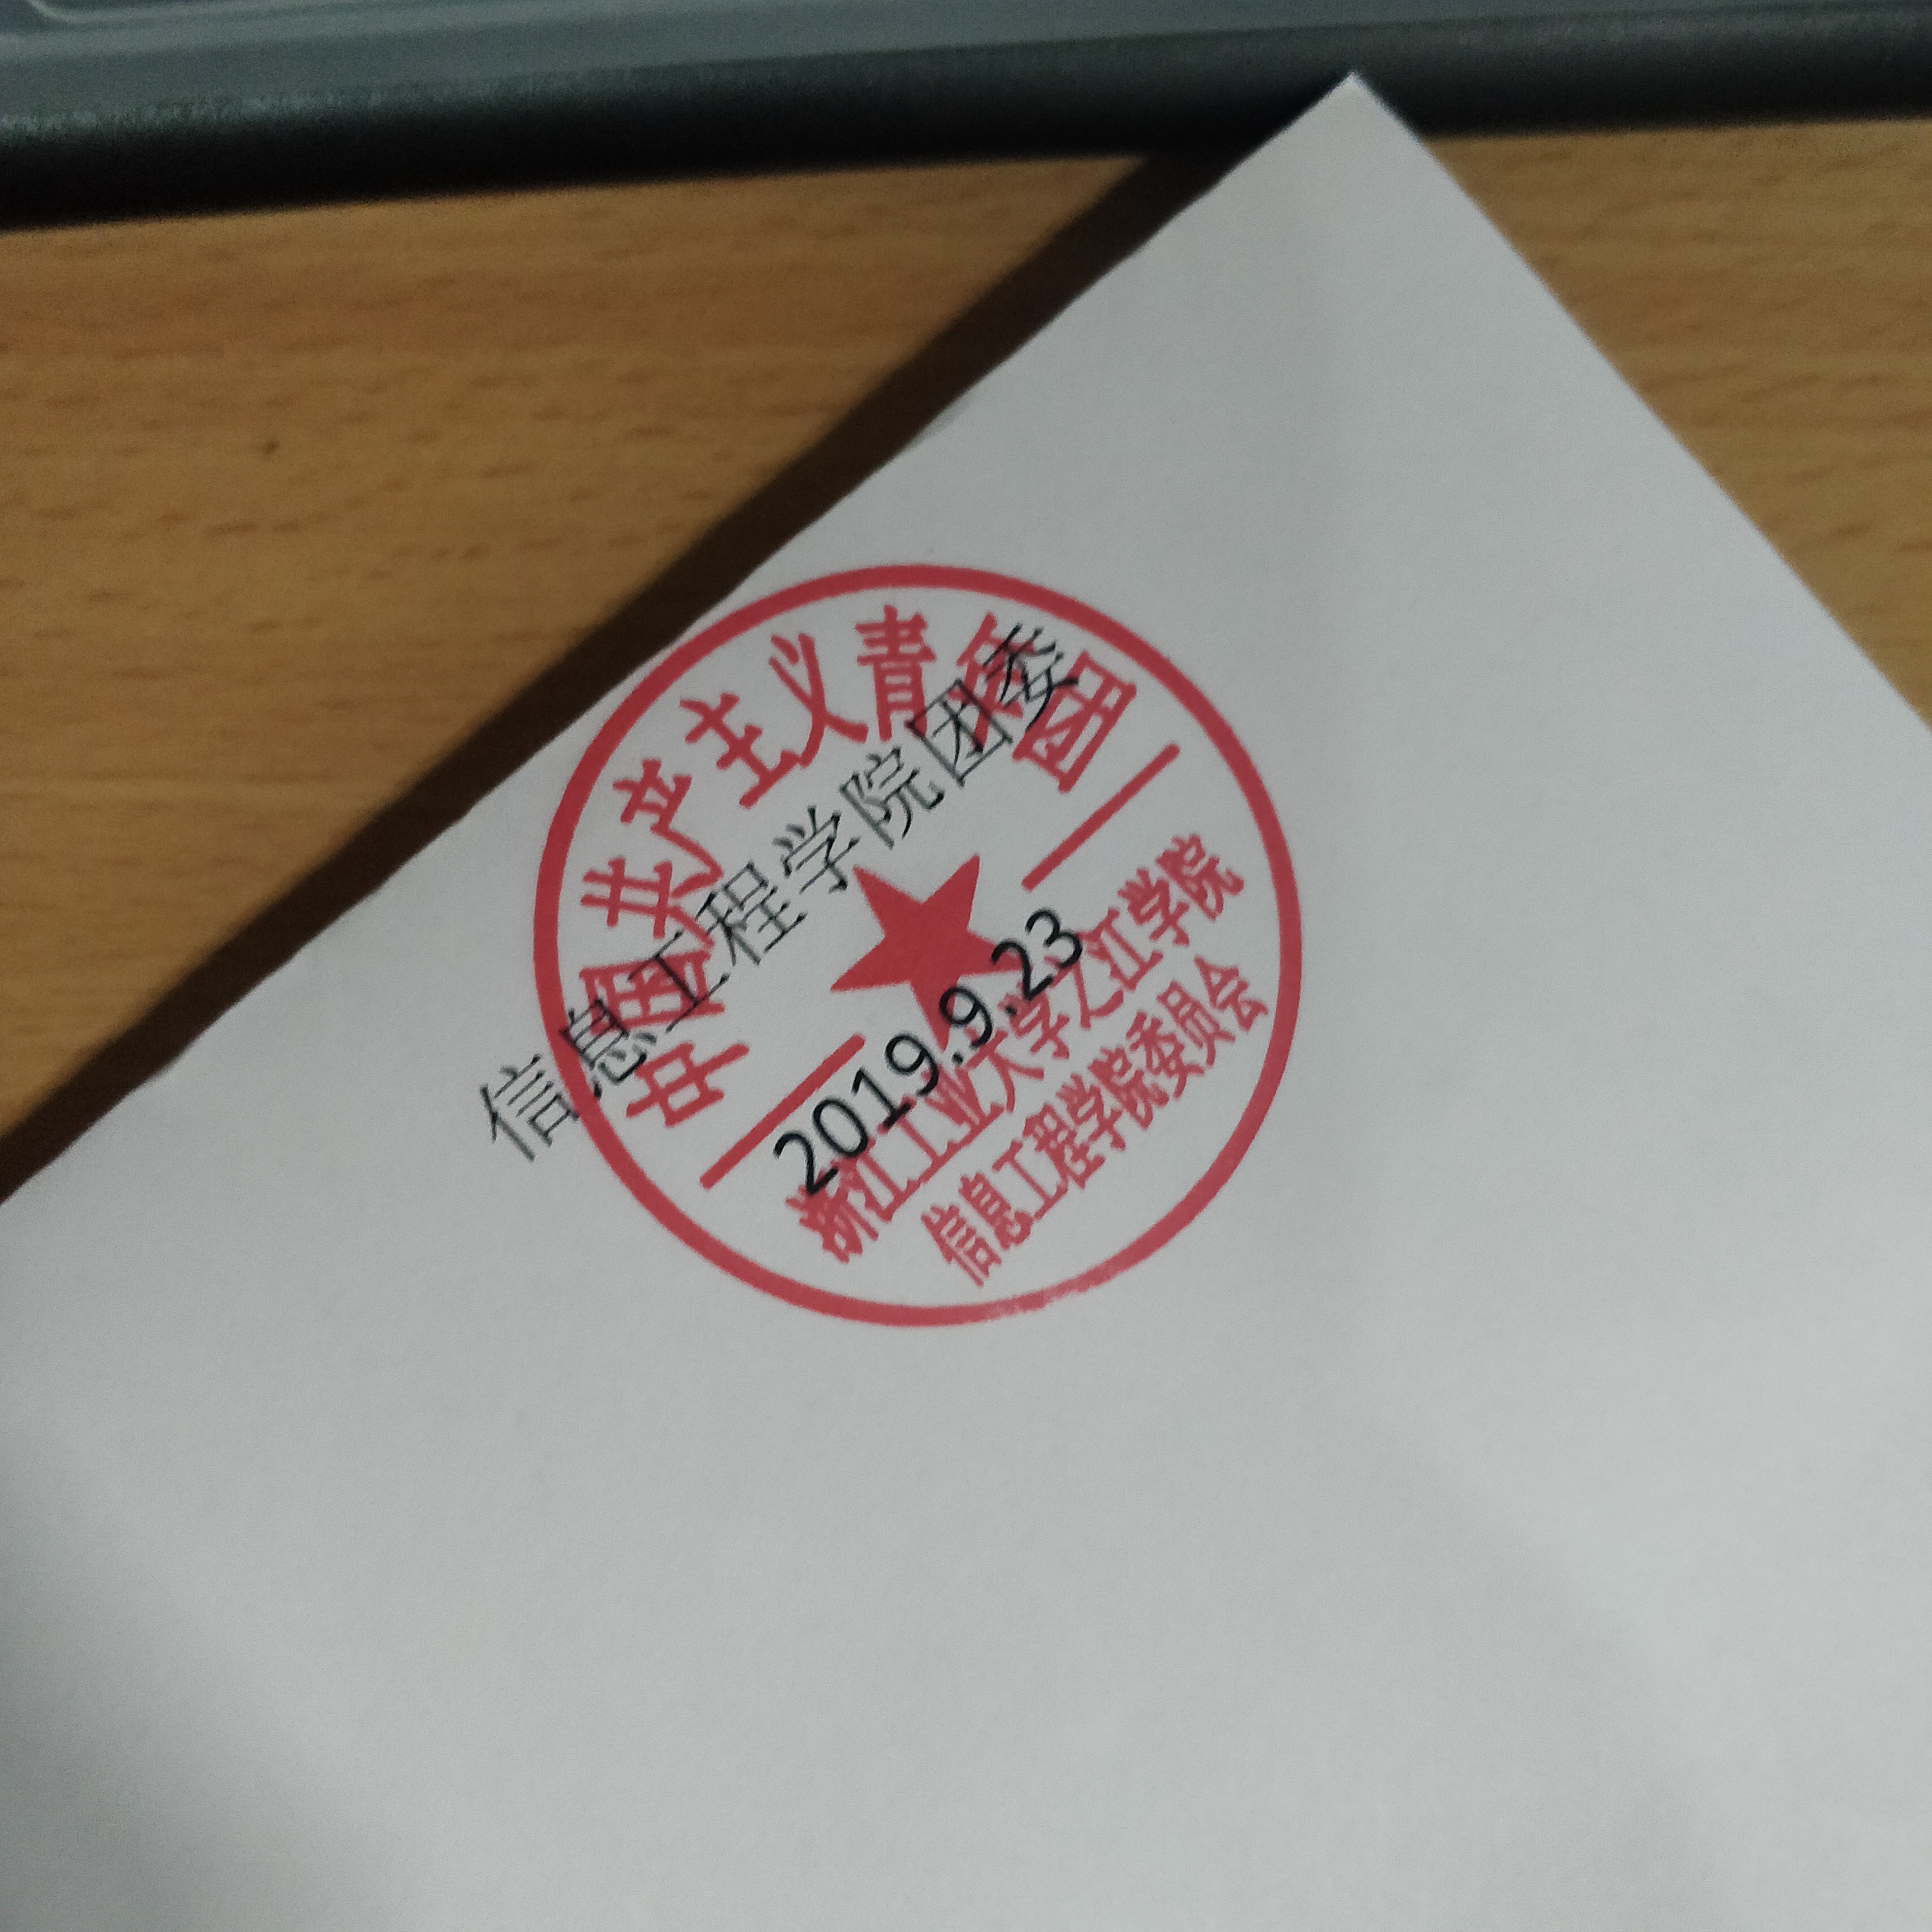 信息工程学院团委
2019.9.23
中国共产主义青年团
浙江工业大学之江学院
信息工程学院委员会